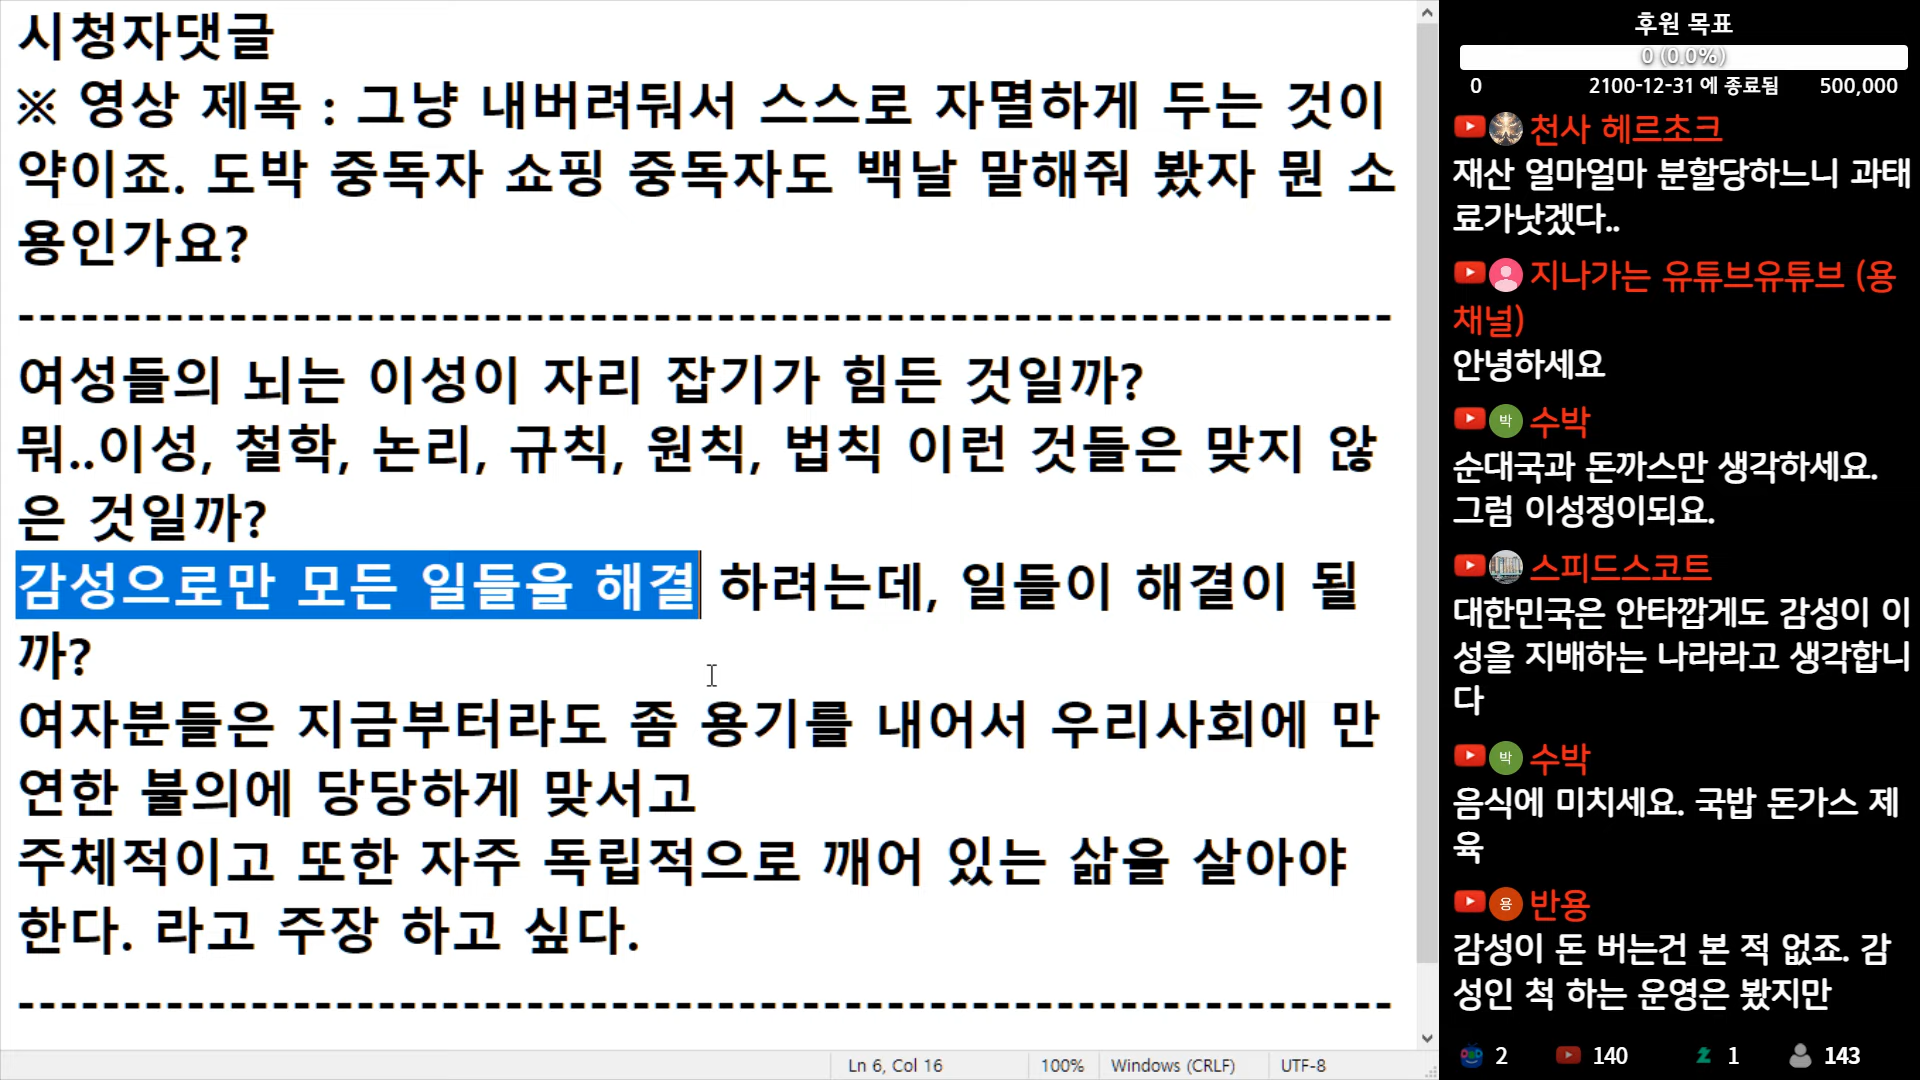 시청자댓글
※ 영상 제목 : 그냥 내버려둬서 스스로 자멸하게 두는 것이
약이죠. 도박 중독자 쇼핑 중독자도 백날 말해줘 봤자 뭔 소
용인가요?
------------------------------------------------------------------
여성들의 뇌는 이성이 자리 잡기가 힘든 것일까?
뭐..이성, 철학, 논리, 규칙, 원칙, 법칙 이런 것들은 맞지 않
은 것일까?
감성으로만 모든 일들을 해결 하려는데, 일들이 해결이 될
까?
여자분들은 지금부터라도 좀 용기를 내어서 우리사회에 만
연한 불의에 당당하게 맞서고
주체적이고 또한 자주 독립적으로 깨어 있는 삶을 살아야
한다. 라고 주장 하고 싶다.
------------------------------------------------------------------
Ln 6, Col 16
100%
Windows (CRLF)
UTF-8
후원 목표
0 (0.0%)
0 2100-12-31 에 종료됨 500,000
천사 헤르초크
재산 얼마얼마 분할당하느니 과태
료가낫겠다..
지나가는 유튜브유튜브 (용
채널)
안녕하세요
박 수박
순대국과 돈까스만 생각하세요.
그럼 이성정이되요.
스피드스코트
대한민국은 안타깝게도 감성이 이
성을 지배하는 나라라고 생각합니
다
박 수박
음식에 미치세요. 국밥 돈가스 제
육
용 반용
감성이 돈 버는건 본 적 없죠. 감
성인 척 하는 운영은 봤지만
2 140 1 143